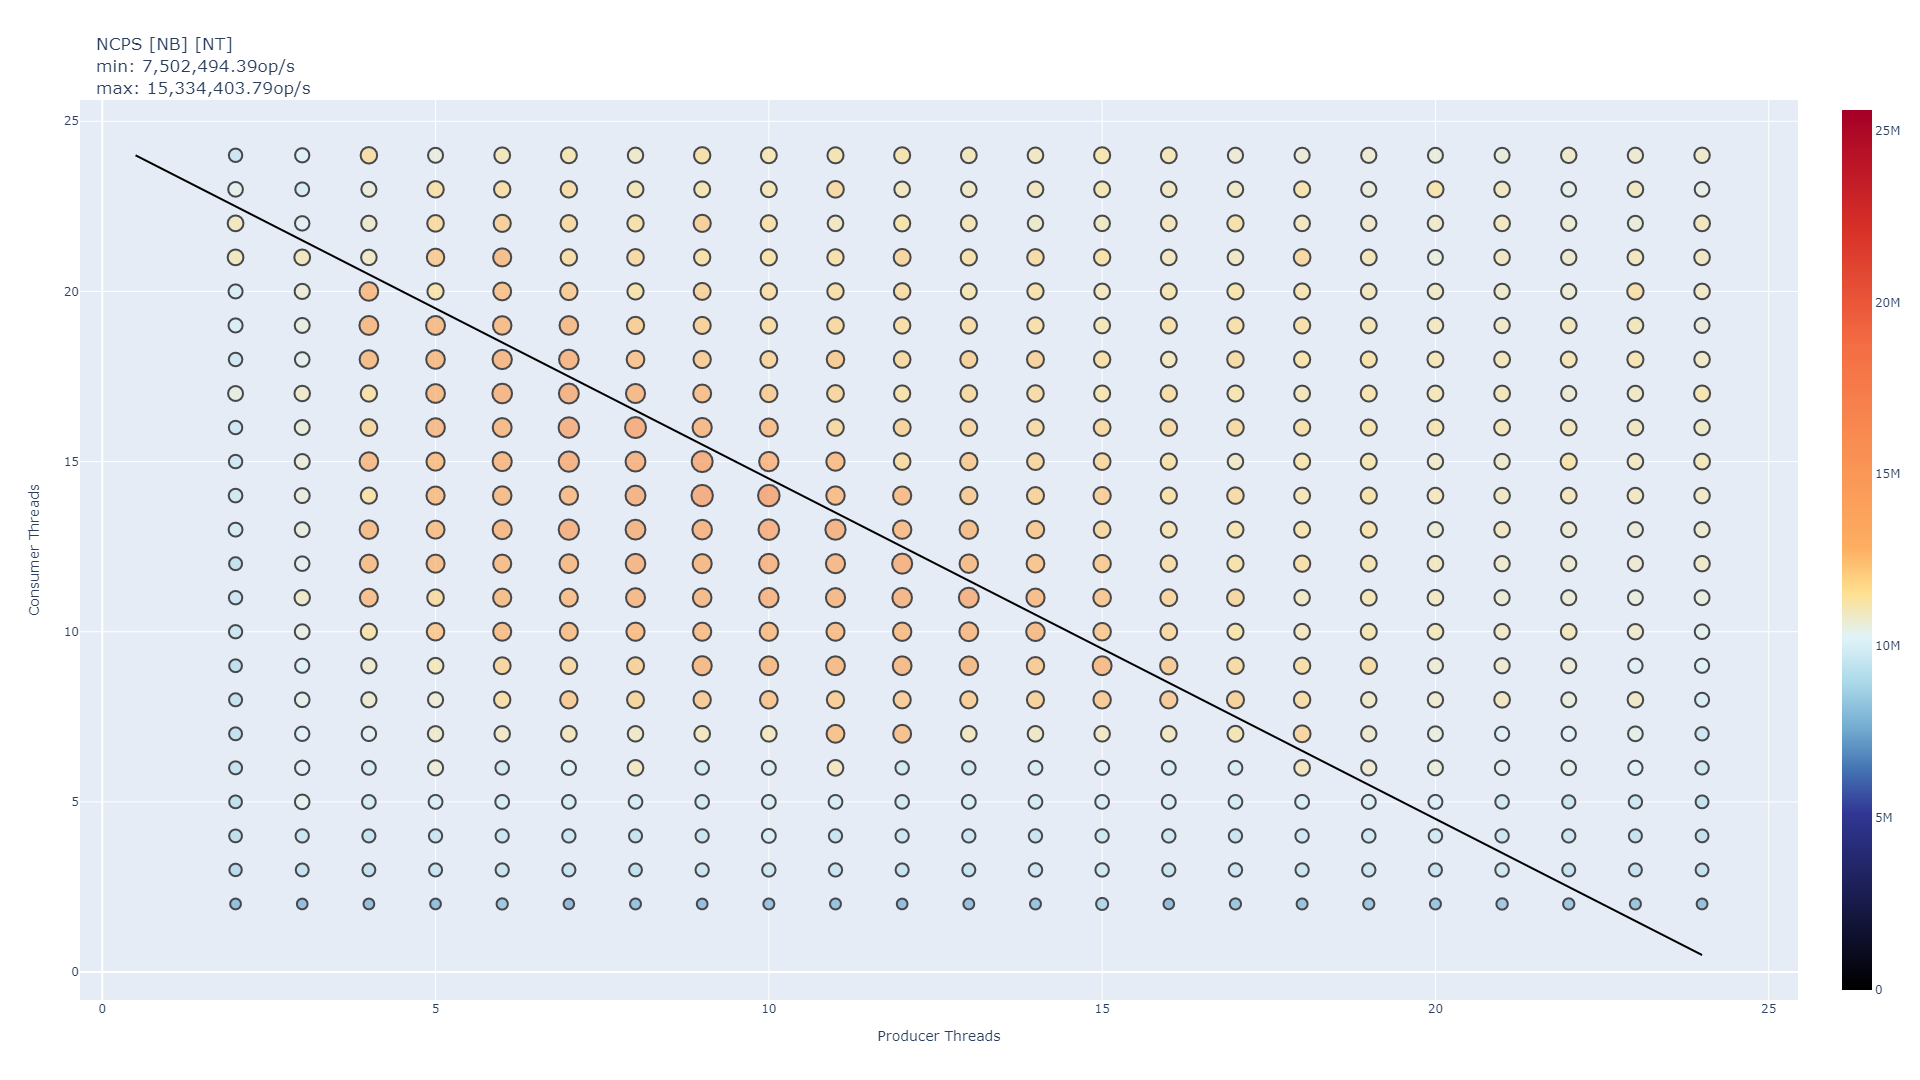 NCPS [NB] [NT]
min: 7,502,494.39op/s
max: 15,334,403.79op/s
25
20
15
10
5
0
Consumer Threads
0 5 10 15 20 25
Producer Threads
25M
20M
15M
10M
5M
0